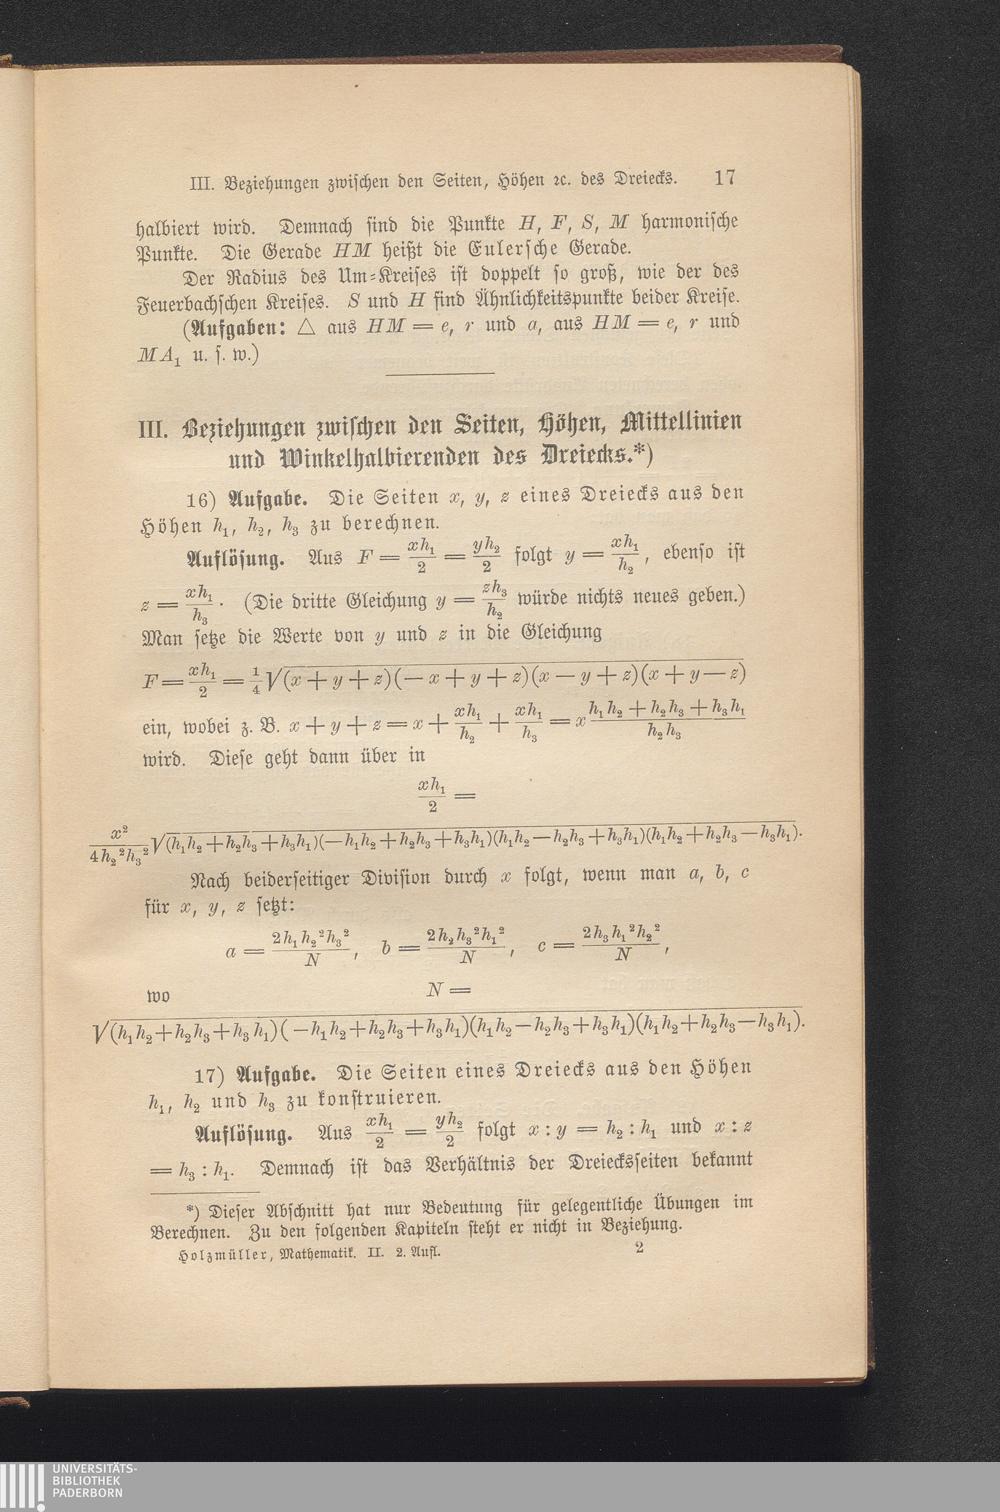 III. Beziehungen zwischen den Seiten, Höhen ꝛc. des Dreiecks. 17
halbiert wird. Demnach sind die Punkte H, F, S, M harmonische
Punkte. Die Gerade HM heißt die Eulersche Gerade.
Der Radius des Um-Kreises ist doppelt so groß, wie der des
Feuerbachschen Kreises. S und H sind Ähnlichkeitspunkte beider Kreise.
(Aufgaben: △ aus HM = e, r und a, aus HM = e, r und
MA₁ u. s. w.)
III. Beziehungen zwischen den Seiten, Höhen, Mittellinien
und Winkelhalbierenden des Dreiecks.*)
16) Aufgabe. Die Seiten x, y, z eines Dreiecks aus den
Höhen h₁, h₂, h₃ zu berechnen.
Auflösung. Aus F = xh₁/2 = yh₂/2 folgt y = xh₁/h₂, ebenso ist
z = xh₁/h₃. (Die dritte Gleichung y = zh₃/h₂ würde nichts neues geben.)
Man setze die Werte von y und z in die Gleichung
F = xh₁/2 = 1/4 √(x + y + z)(− x + y + z)(x − y + z)(x + y − z)
ein, wobei z. B. x + y + z = x + xh₁/h₂ + xh₁/h₃ = x h₁h₂ + h₂h₃ + h₃h₁/h₂h₃
wird. Diese geht dann über in
xh₁/2 =
x²/4h₂²h₃² √(h₁h₂+h₂h₃+h₃h₁)(−h₁h₂+h₂h₃+h₃h₁)(h₁h₂−h₂h₃+h₃h₁)(h₁h₂+h₂h₃−h₃h₁).
Nach beiderseitiger Division durch x folgt, wenn man a, b, c
für x, y, z setzt:
a = 2h₁h₂²h₃²/N, b = 2h₂h₃²h₁²/N, c = 2h₃h₁²h₂²/N,
wo N =
√(h₁h₂+h₂h₃+h₃h₁)(−h₁h₂+h₂h₃+h₃h₁)(h₁h₂−h₂h₃+h₃h₁)(h₁h₂+h₂h₃−h₃h₁).
17) Aufgabe. Die Seiten eines Dreiecks aus den Höhen
h₁, h₂ und h₃ zu konstruieren.
Auflösung. Aus xh₁/2 = yh₂/2 folgt x : y = h₂ : h₁ und x : z
= h₃ : h₁. Demnach ist das Verhältnis der Dreiecksseiten bekannt
*) Dieser Abschnitt hat nur Bedeutung für gelegentliche Übungen im
Berechnen. Zu den folgenden Kapiteln steht er nicht in Beziehung.
Holzmüller, Mathematik. II. 2. Aufl. 2
UNIVERSITÄTS-
BIBLIOTHEK
PADERBORN